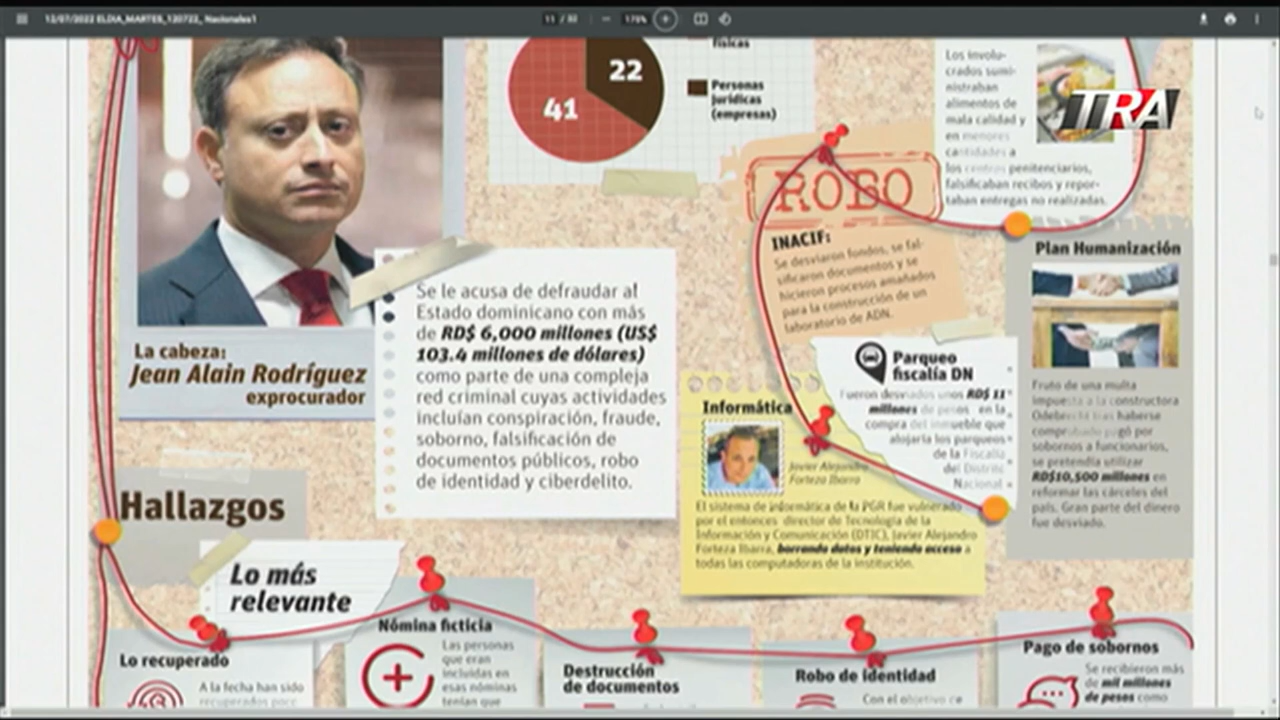 12/07/2022 ELDIA_MARTES_120722_ Nacionales1
11 /
170%
TRA
físicas
22
41
Personas
jurídicas
(empresas)
Los involu-
crados sumi-
nistraban
alimentos de
mala calidad y
en menores
cantidades a
los centros penitenciarios,
falsificaban recibos y repor-
taban entregas no realizadas.
ROBO
INACIF:
Se desviaron fondos, se fal-
sificaron documentos y se
hicieron procesos amañados
para la construcción de un
laboratorio de ADN.
Plan Humanización
Fruto de una multa
impuesta a la constructora
Odebrecht tras haberse
comprobado pagó por
sobornos a funcionarios,
se pretendía utilizar
RD$10,500 millones en
reformar las cárceles del
país. Gran parte del dinero
fue desviado.
La cabeza:
Jean Alain Rodríguez
exprocurador
Se le acusa de defraudar al
Estado dominicano con más
de RD$ 6,000 millones (US$
103.4 millones de dólares)
como parte de una compleja
red criminal cuyas actividades
incluían conspiración, fraude,
soborno, falsificación de
documentos públicos, robo
de identidad y ciberdelito.
Parqueo
fiscalía DN
Fueron desviados unos RD$ 11
millones de pesos en la
compra del inmueble que
alojaría los parqueos
de la Fiscalía
del Distrito
Nacional
Informática
Javier Alejandro
Forteza Ibarra
El sistema de informática de la PGR fue vulnerado
por el entonces director de Tecnología de la
Información y Comunicación (DTIC), Javier Alejandro
Forteza Ibarra, borrando datos y teniendo acceso a
todas las computadoras de la institución.
Hallazgos
Lo más
relevante
Lo recuperado
A la fecha han sido
recuperados
Nómina ficticia
Las personas
que eran
incluidas en
esas nóminas
tenían que
Destrucción
de documentos
Robo de identidad
Con el objetivo de
Pago de sobornos
Se recibieron más
de mil millones
de pesos como